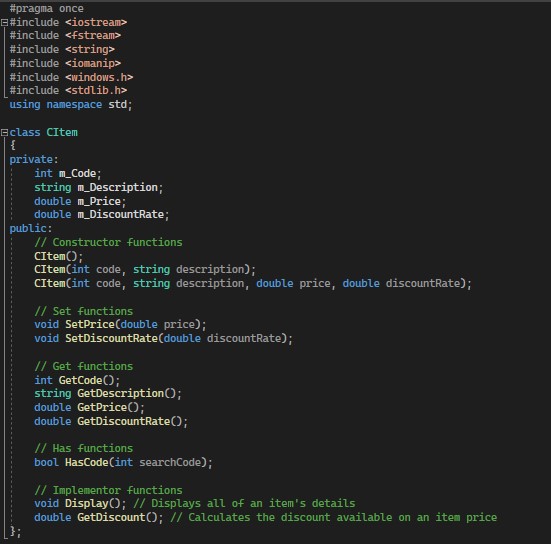 #pragma once
#include <iostream>
#include <fstream>
#include <string>
#include <iomanip>
#include <windows.h>
#include <stdlib.h>
using namespace std;
class CItem
{
private:
int m_Code;
string m_Description;
double m_Price;
double m_DiscountRate;
public:
// Constructor functions
CItem();
CItem(int code, string description);
CItem(int code, string description, double price, double discountRate);
// Set functions
void SetPrice(double price);
void SetDiscountRate(double discountRate);
// Get functions
int GetCode();
string GetDescription();
double GetPrice();
double GetDiscountRate();
// Has functions
bool HasCode(int searchCode);
// Implementor functions
void Display(); // Displays all of an item's details
double GetDiscount(); // Calculates the discount available on an item price
};